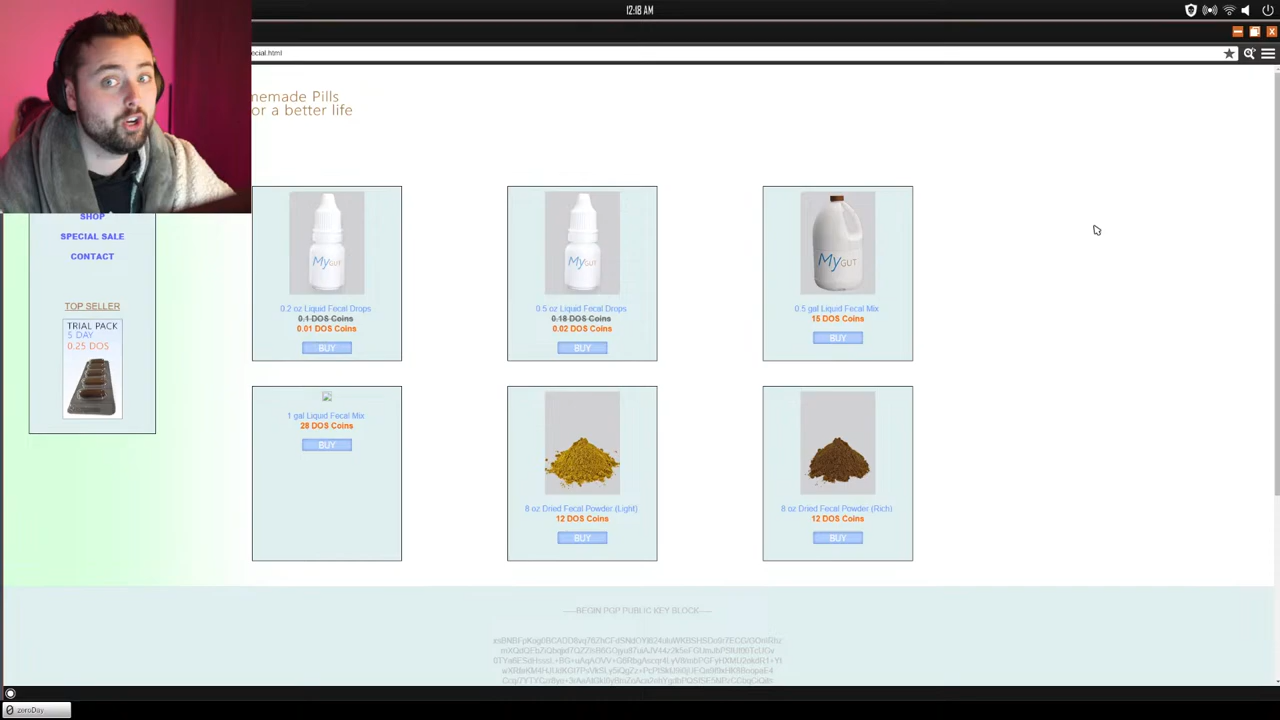 12:18 AM
ecial.html
memade Pills
or a better life
SHOP
SPECIAL SALE
CONTACT
TOP SELLER
TRIAL PACK
5 DAY
0.25 DOS
MyGUT
0.2 oz Liquid Fecal Drops
0.1 DOS Coins
0.01 DOS Coins
BUY
MyGUT
0.5 oz Liquid Fecal Drops
0.18 DOS Coins
0.02 DOS Coins
BUY
MyGUT
0.5 gal Liquid Fecal Mix
15 DOS Coins
BUY
1 gal Liquid Fecal Mix
28 DOS Coins
BUY
8 oz Dried Fecal Powder (Light)
12 DOS Coins
BUY
8 oz Dried Fecal Powder (Rich)
12 DOS Coins
BUY
-----BEGIN PGP PUBLIC KEY BLOCK-----
zeroDay